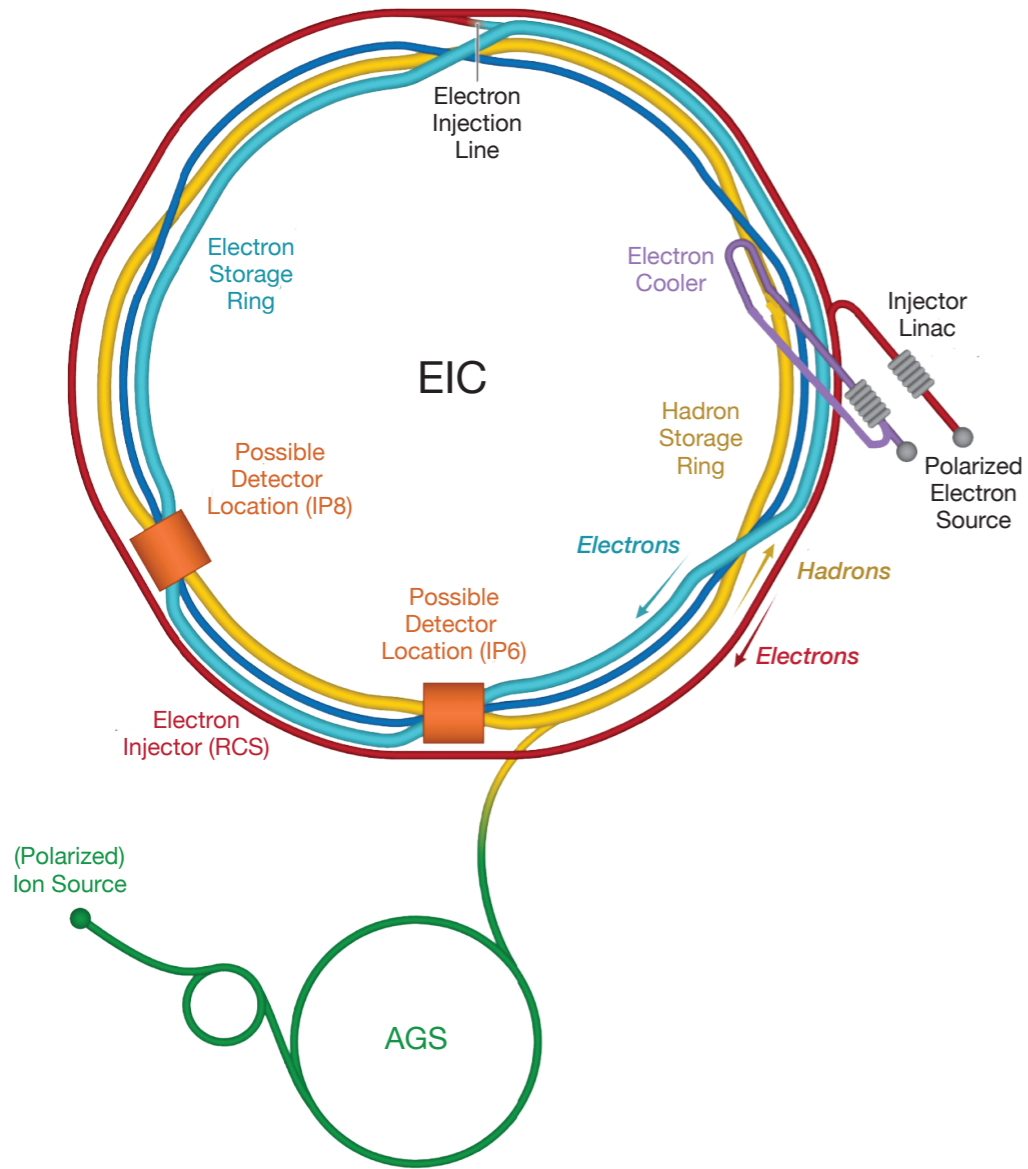 Electron
Injection
Line
Electron
Storage
Ring
Electron
Cooler
Injector
Linac
EIC
Hadron
Storage
Ring
Possible
Detector
Location (IP8)
Polarized
Electron
Source
Electrons
Hadrons
Possible
Detector
Location (IP6)
Electrons
Electron
Injector (RCS)
(Polarized)
Ion Source
AGS